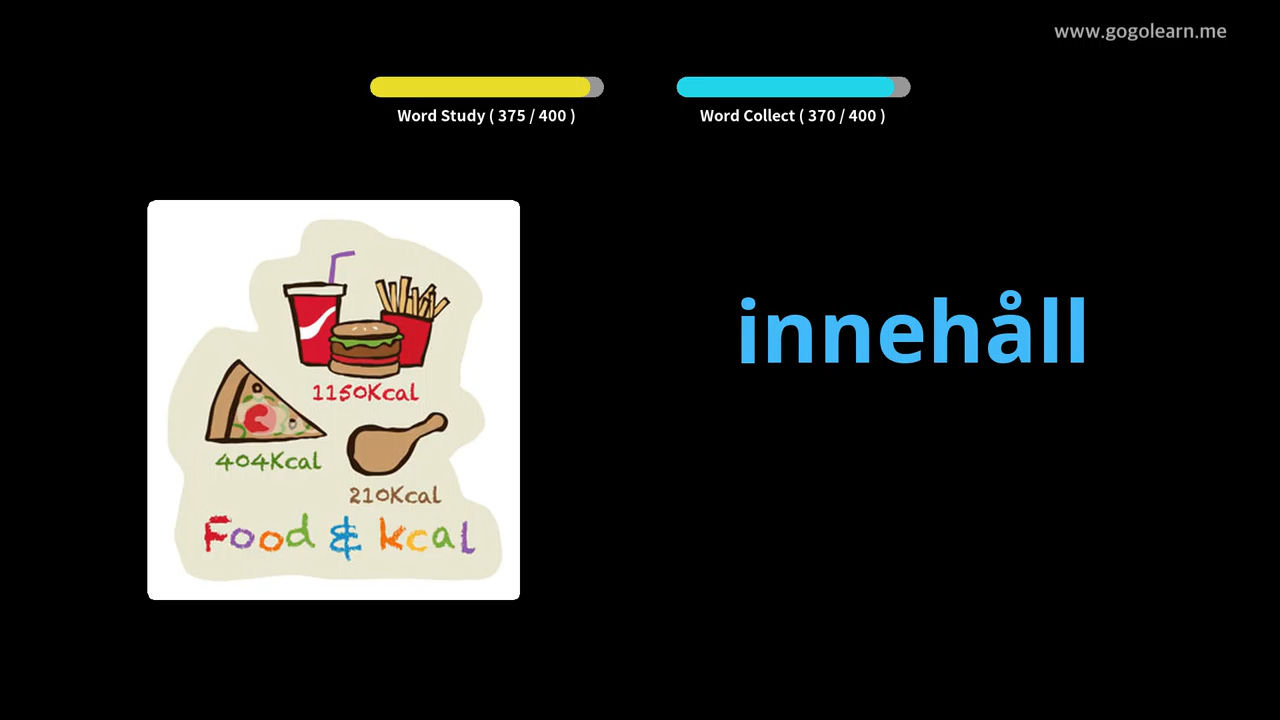 www.gogolearn.me
Word Study ( 375 / 400 )
Word Collect ( 370 / 400 )
innehåll
1150Kcal
404Kcal
210Kcal
Food & kcal